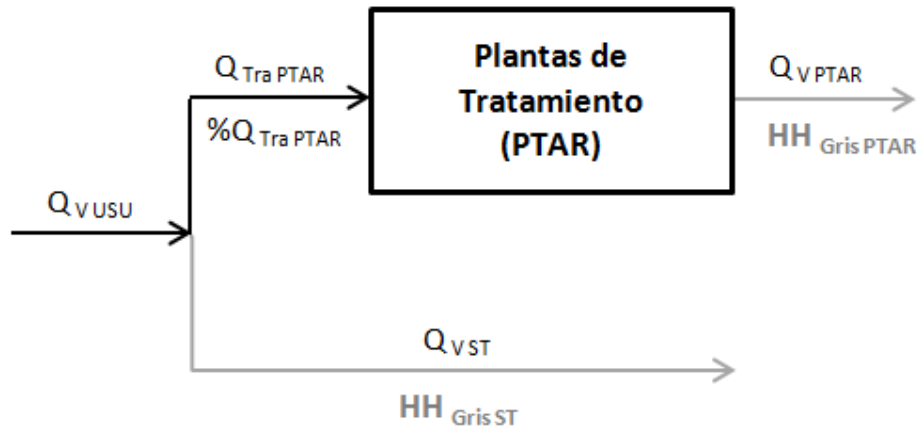 Q Tra PTAR
%Q Tra PTAR
Plantas de
Tratamiento
(PTAR)
Q V PTAR
HH Gris PTAR
Q V USU
Q V ST
HH Gris ST